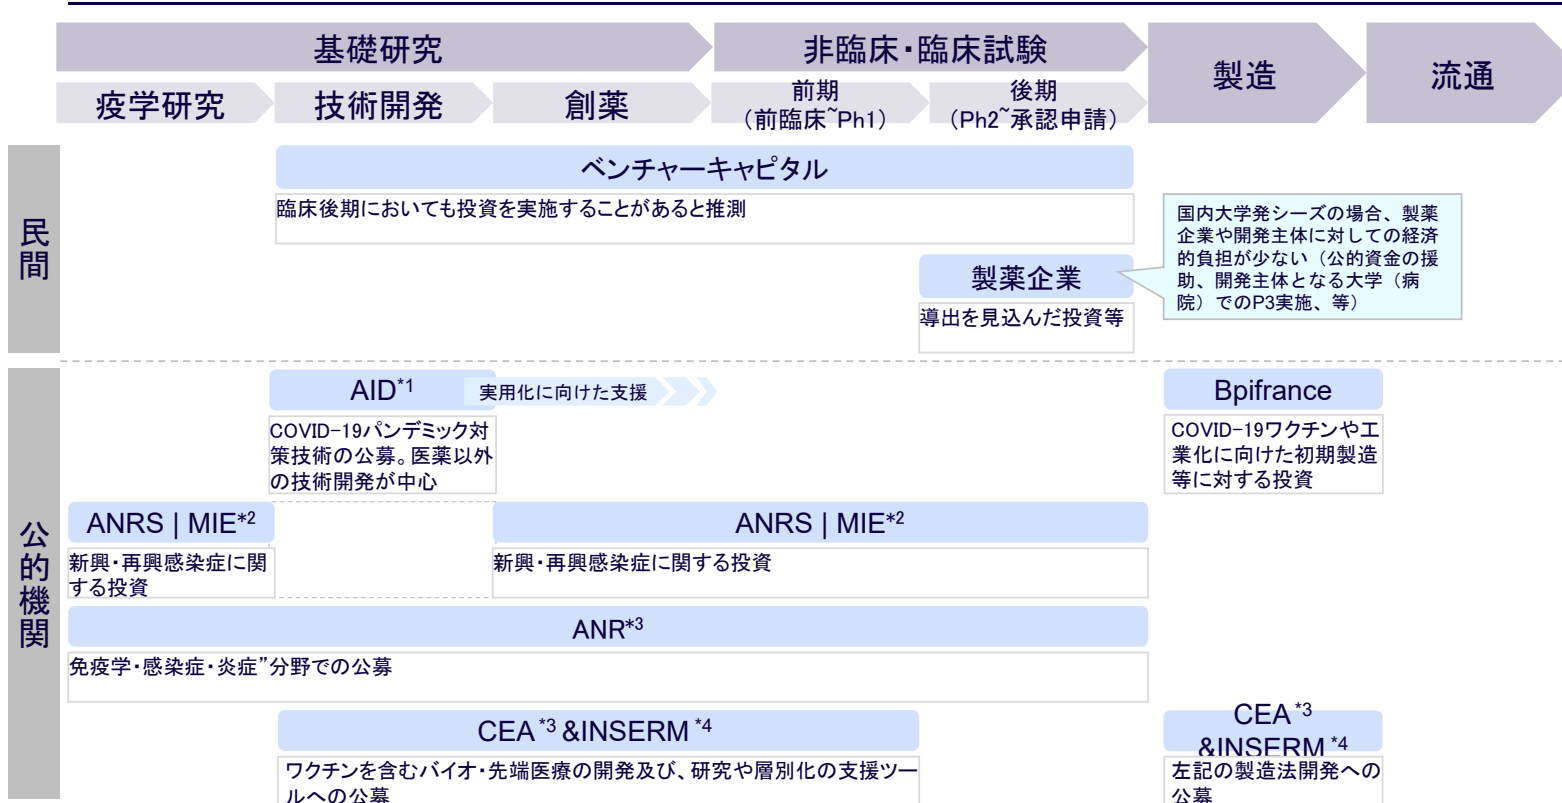 基礎研究
非臨床・臨床試験
製造
流通
疫学研究
技術開発
創薬
前期
（前臨床~Ph1）
後期
（Ph2~承認申請）
民間
ベンチャーキャピタル
臨床後期においても投資を実施することがあると推測
製薬企業
導出を見込んだ投資等
国内大学発シーズの場合、製薬
企業や開発主体に対しての経済
的負担が少ない（公的資金の援
助、開発主体となる大学（病
院）でのP3実施、等）
公的機関
AID*1
実用化に向けた支援
COVID-19パンデミック対
策技術の公募。医薬以外
の技術開発が中心
Bpifrance
COVID-19ワクチンや工
業化に向けた初期製造
等に対する投資
ANRS | MIE*2
新興・再興感染症に関
する投資
ANRS | MIE*2
新興・再興感染症に関する投資
ANR*3
免疫学・感染症・炎症”分野での公募
CEA *3 &INSERM *4
ワクチンを含むバイオ・先端医療の開発及び、研究や層別化の支援ツー
ルへの公募
CEA *3
&INSERM *4
左記の製造法開発への
公募